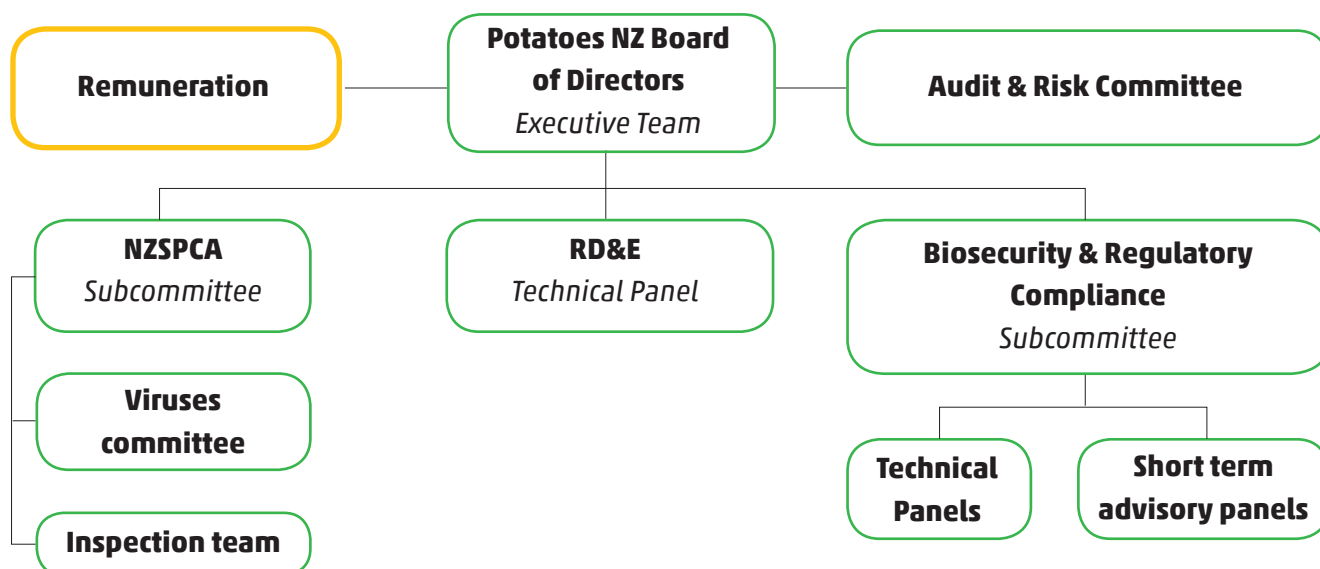 Remuneration
Potatoes NZ Board
of Directors
Executive Team
Audit & Risk Committee
NZSPCA
Subcommittee
RD&E
Technical Panel
Biosecurity & Regulatory
Compliance
Subcommittee
Viruses
committee
Technical
Panels
Short term
advisory panels
Inspection team